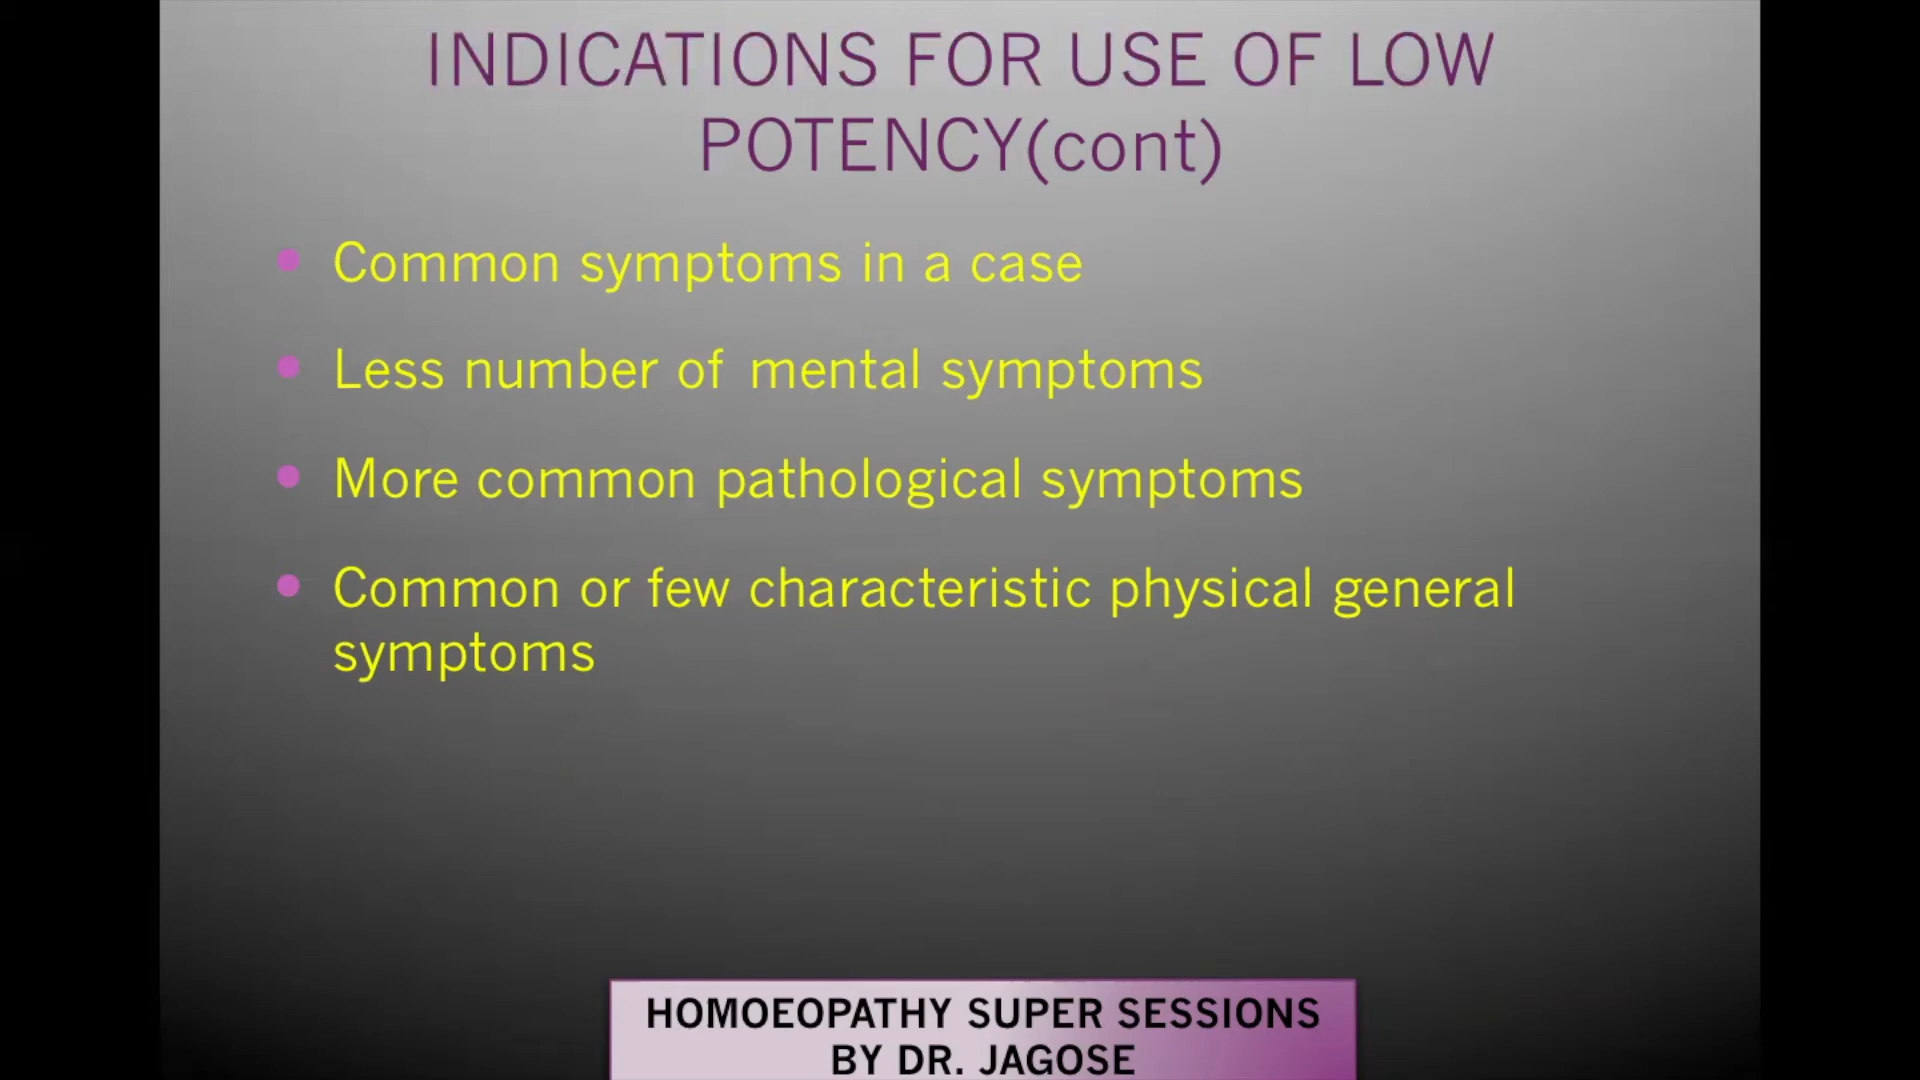 INDICATIONS FOR USE OF LOW
POTENCY(cont)
Common symptoms in a case
Less number of mental symptoms
More common pathological symptoms
Common or few characteristic physical general
symptoms
HOMOEOPATHY SUPER SESSIONS
BY DR. JAGOSE